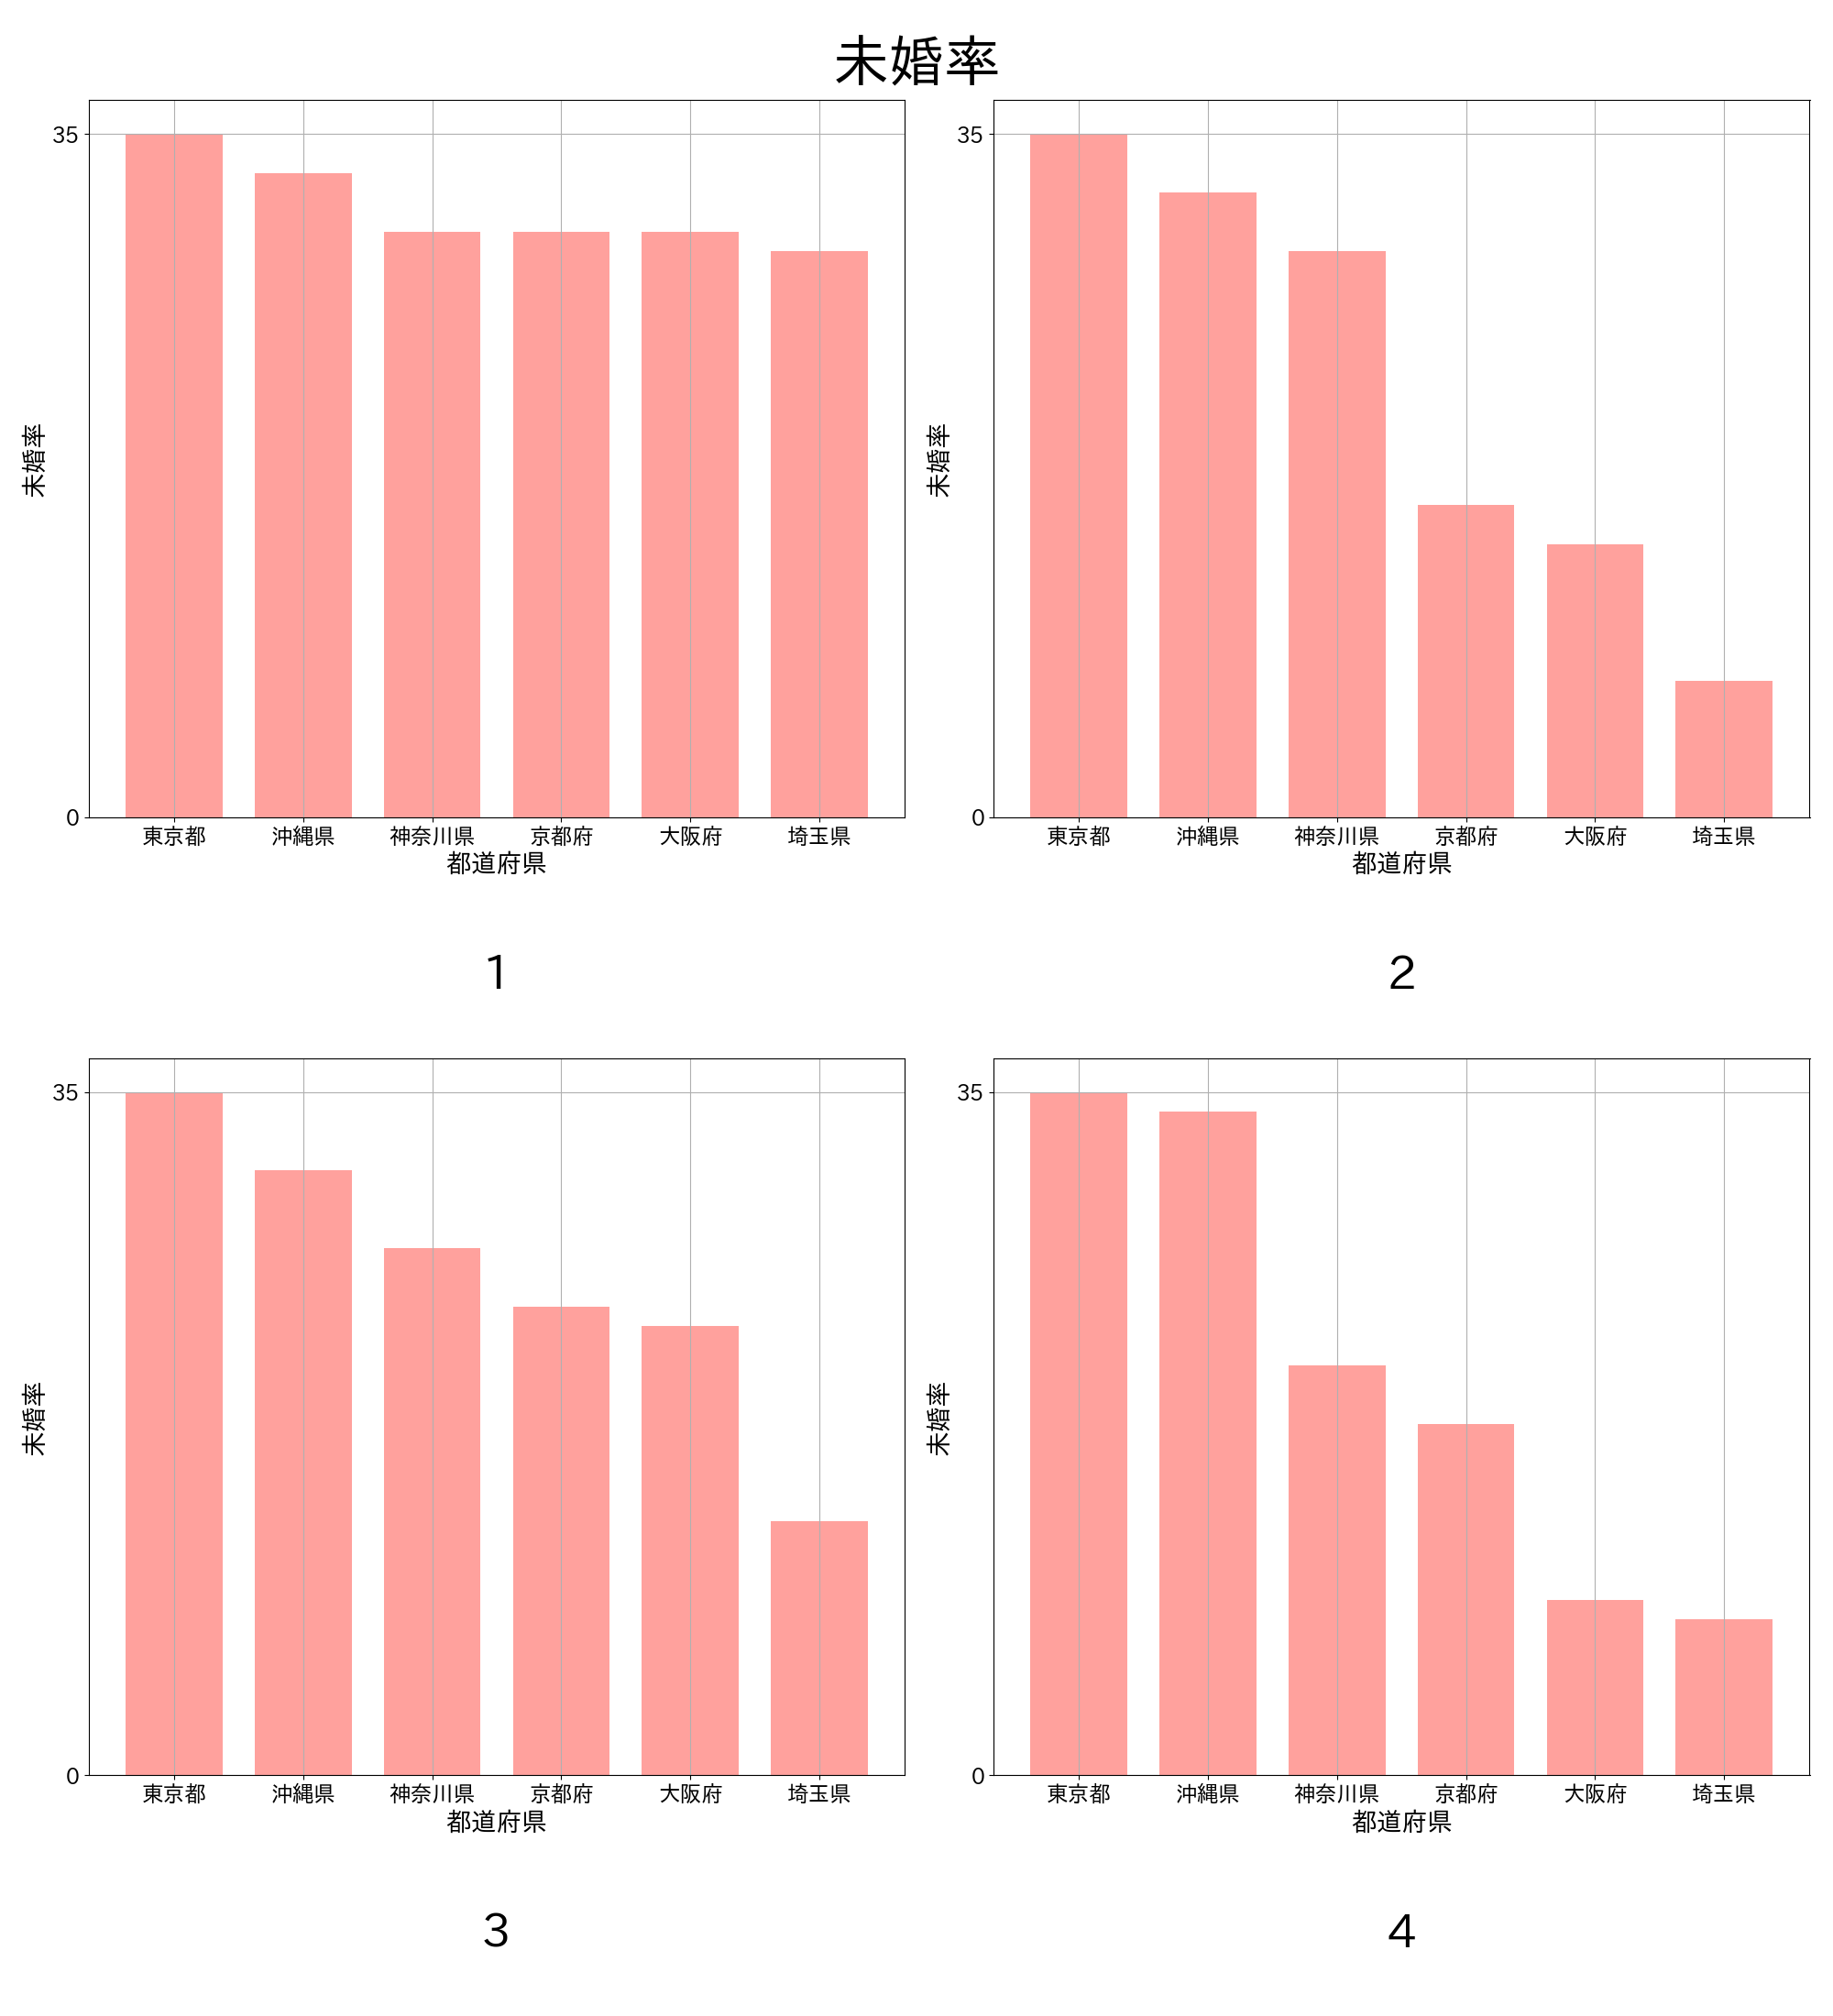 未婚率
35
0
未婚率
東京都 沖縄県 神奈川県 京都府 大阪府 埼玉県
都道府県
1
35
0
未婚率
東京都 沖縄県 神奈川県 京都府 大阪府 埼玉県
都道府県
2
35
0
未婚率
東京都 沖縄県 神奈川県 京都府 大阪府 埼玉県
都道府県
3
35
0
未婚率
東京都 沖縄県 神奈川県 京都府 大阪府 埼玉県
都道府県
4